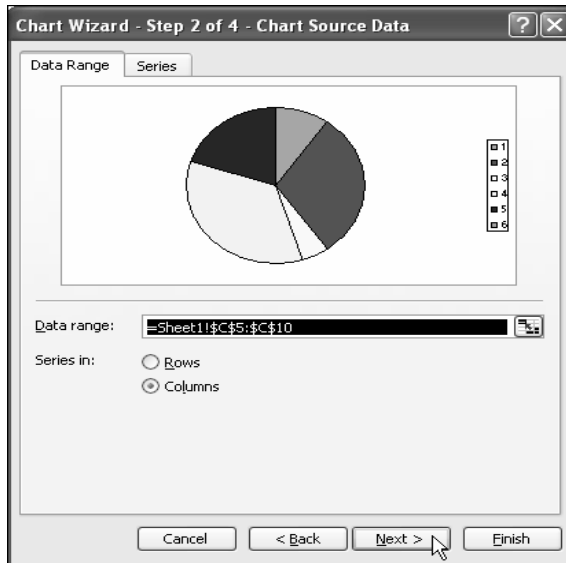 Chart Wizard - Step 2 of 4 - Chart Source Data
Data Range Series
1
2
3
4
5
6
Data range: =Sheet1!$C$5:$C$10
Series in: Rows
Columns
Cancel < Back Next > Finish